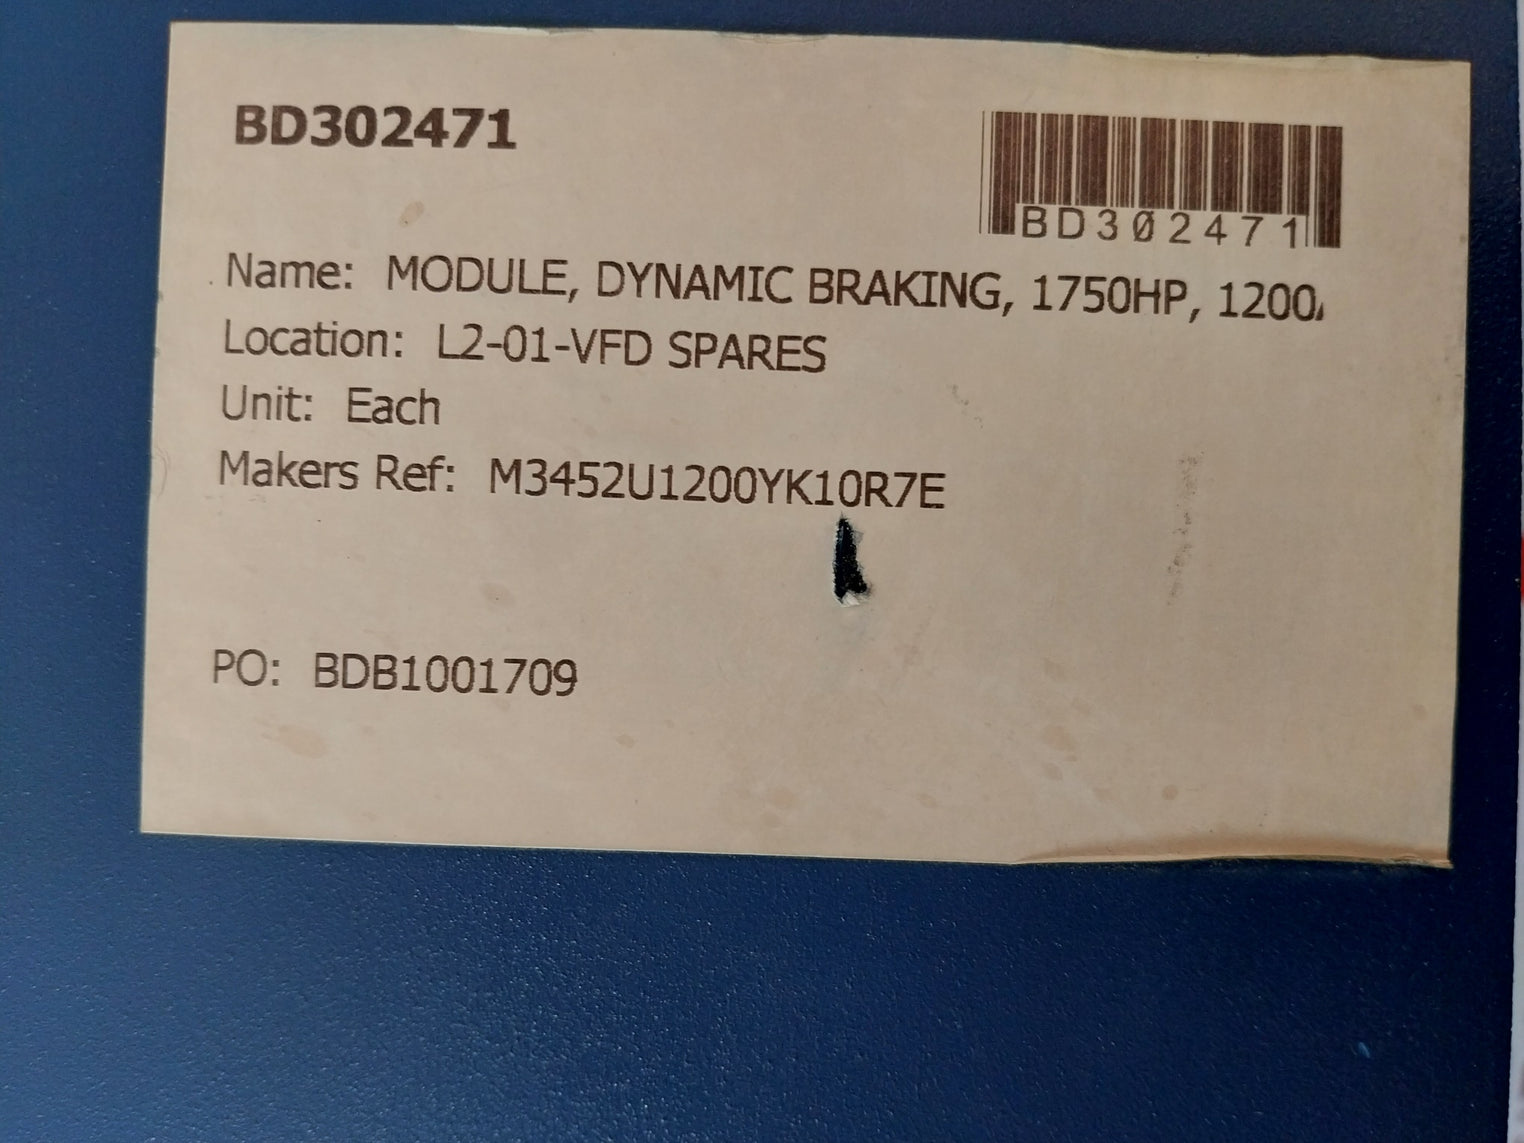 BD302471
BD302471
Name: MODULE, DYNAMIC BRAKING, 1750HP, 1200
Location: L2-01-VFD SPARES
Unit: Each
Makers Ref: M3452U1200YK10R7E
PO: BDB1001709